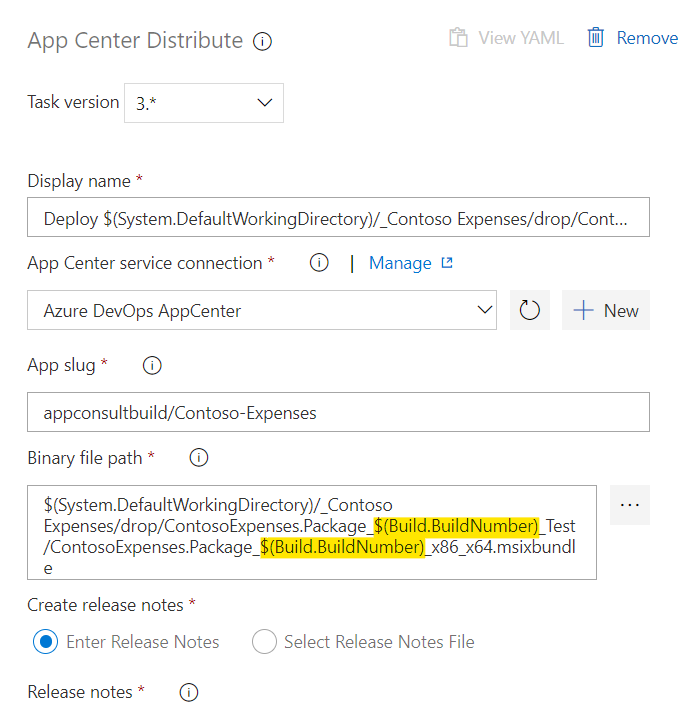 App Center Distribute
View YAML
Remove
Task version
3.*
Display name *
Deploy $(System.DefaultWorkingDirectory)/_Contoso Expenses/drop/Cont...
App Center service connection *
|
Manage
Azure DevOps AppCenter
New
App slug *
appconsultbuild/Contoso-Expenses
Binary file path *
$(System.DefaultWorkingDirectory)/_Contoso
Expenses/drop/ContosoExpenses.Package_$(Build.BuildNumber)_Test
/ContosoExpenses.Package_$(Build.BuildNumber)_x86_x64.msixbundl
e
...
Create release notes *
Enter Release Notes
Select Release Notes File
Release notes *